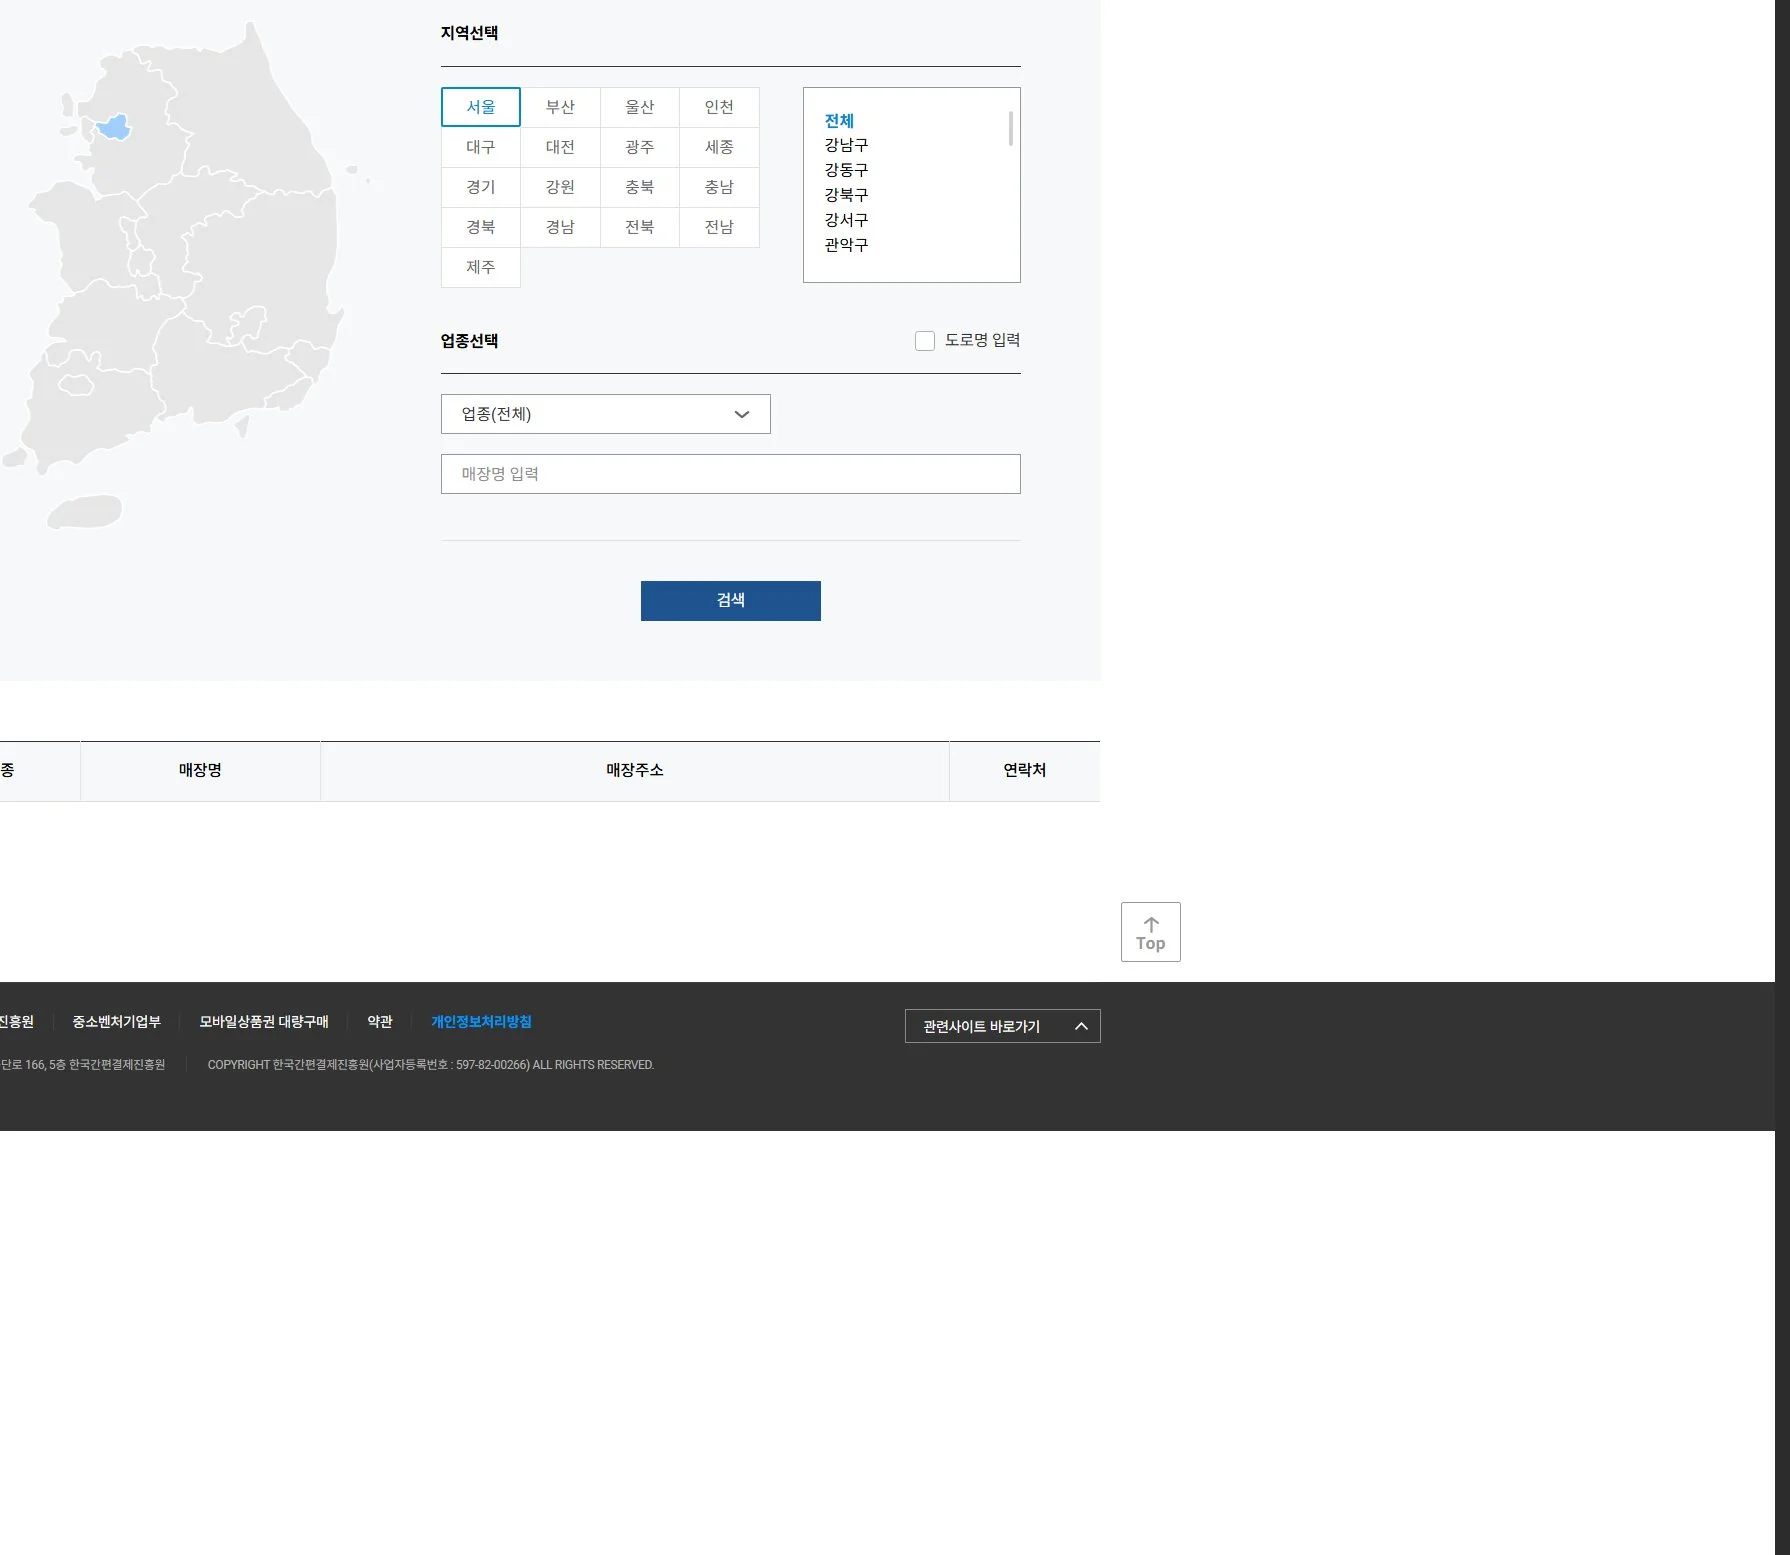 지역선택
서울 부산 울산 인천
대구 대전 광주 세종
경기 강원 충북 충남
경북 경남 전북 전남
제주
전체
강남구
강동구
강북구
강서구
관악구
업종선택
도로명 입력
업종(전체)
매장명 입력
검색
종 매장명 매장주소 연락처
Top
진흥원 중소벤처기업부 모바일상품권 대량구매 약관 개인정보처리방침
관련사이트 바로가기
단로 166, 5층 한국간편결제진흥원 COPYRIGHT 한국간편결제진흥원(사업자등록번호 : 597-82-00266) ALL RIGHTS RESERVED.